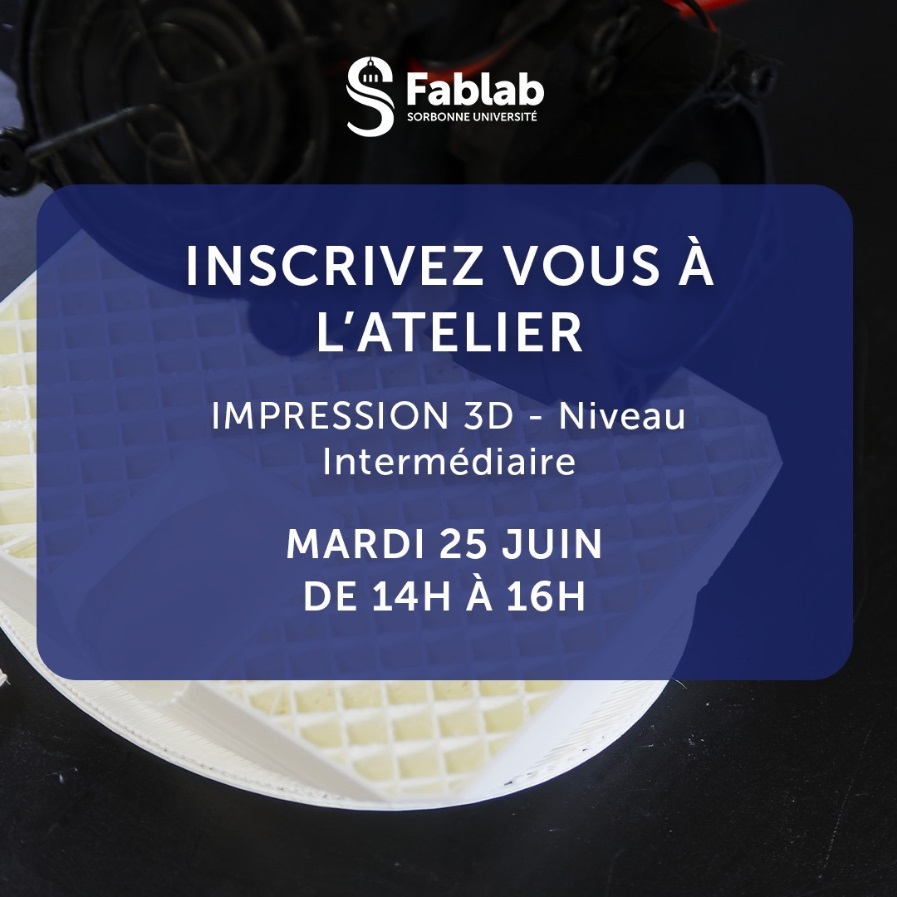 Fablab
SORBONNE UNIVERSITÉ
INSCRIVEZ VOUS À
L'ATELIER
IMPRESSION 3D - Niveau
Intermédiaire
MARDI 25 JUIN
DE 14H À 16H